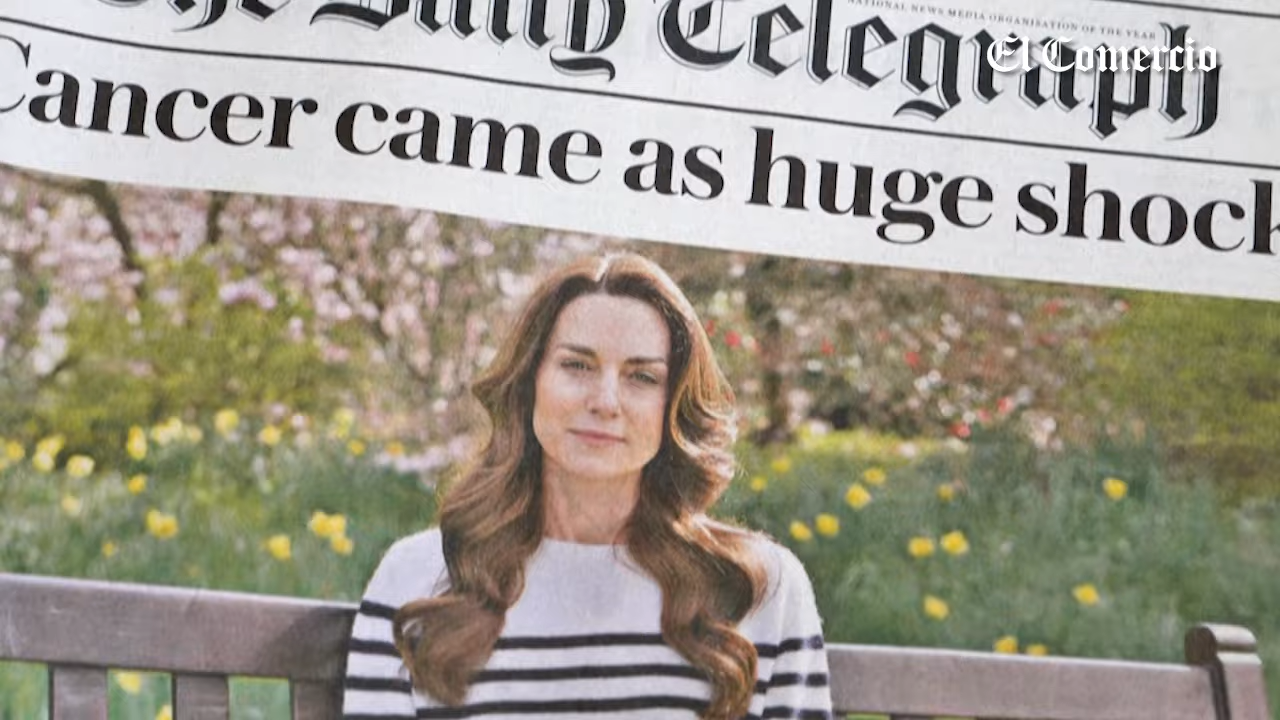 The Daily Telegraph
NATIONAL NEWS MEDIA ORGANISATION OF THE YEAR
El Comercio
Cancer came as huge shock